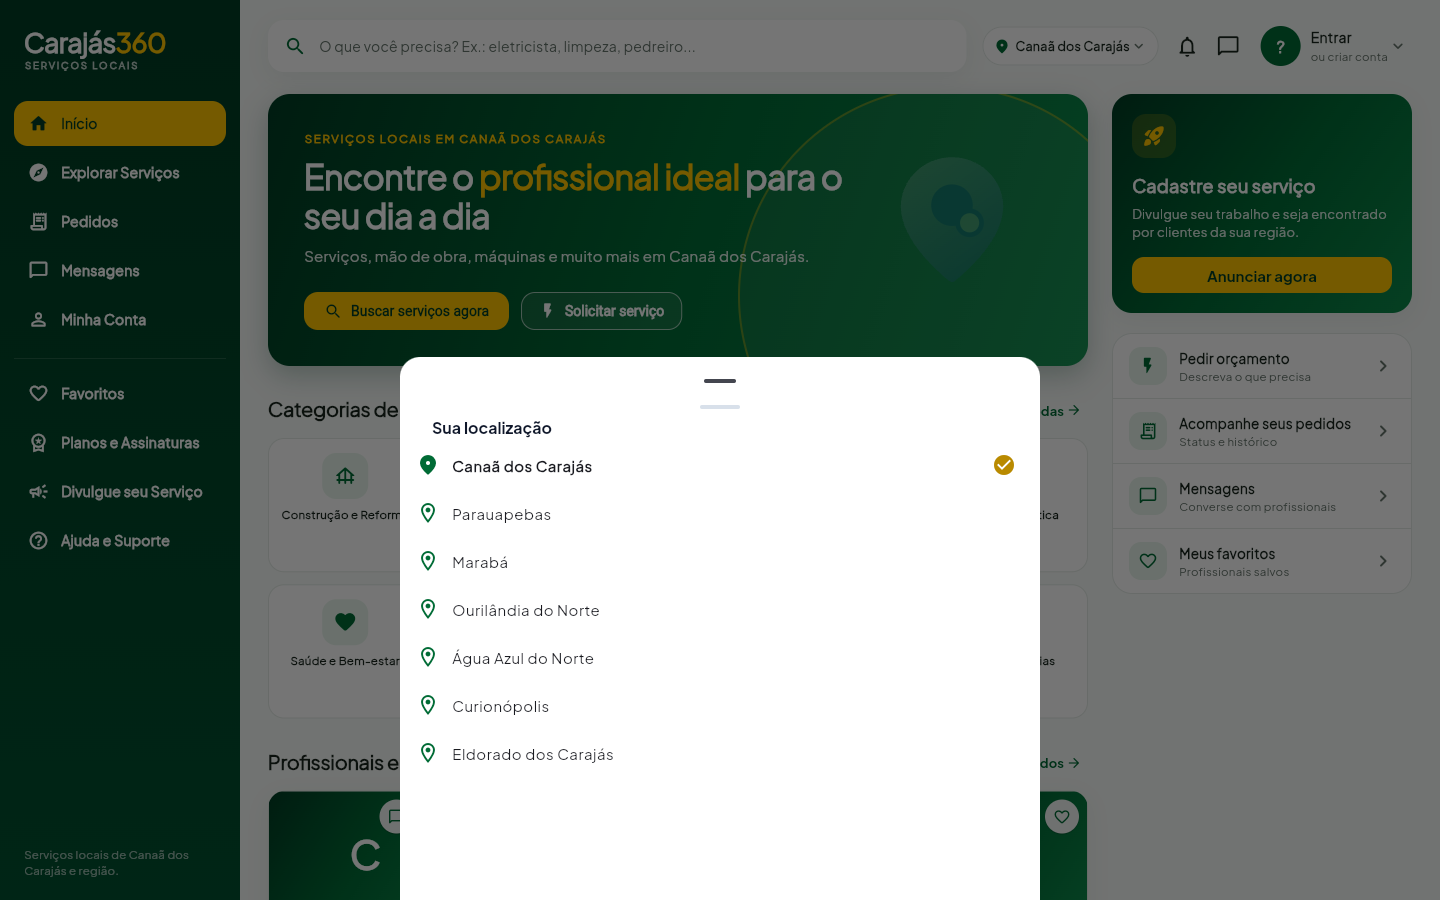 Carajás360
SERVIÇOS LOCAIS
Início
Explorar Serviços
Pedidos
Mensagens
Minha Conta
Favoritos
Planos e Assinaturas
Divulgue seu Serviço
Ajuda e Suporte
Serviços locais de Canaã dos
Carajás e região.
O que você precisa? Ex.: eletricista, limpeza, pedreiro...
Canaã dos Carajás
?
Entrar
ou criar conta
SERVIÇOS LOCAIS EM CANAÃ DOS CARAJÁS
Encontre o profissional ideal para o
seu dia a dia
Serviços, mão de obra, máquinas e muito mais em Canaã dos Carajás.
Buscar serviços agora
Solicitar serviço
Cadastre seu serviço
Divulgue seu trabalho e seja encontrado
por clientes da sua região.
Anunciar agora
Pedir orçamento
Descreva o que precisa
Acompanhe seus pedidos
Status e histórico
Mensagens
Converse com profissionais
Meus favoritos
Profissionais salvos
Categorias de
Construção e Reform
Saúde e Bem-estar
Profissionais e
C
Sua localização
Canaã dos Carajás
Parauapebas
Marabá
Ourilândia do Norte
Água Azul do Norte
Curionópolis
Eldorado dos Carajás